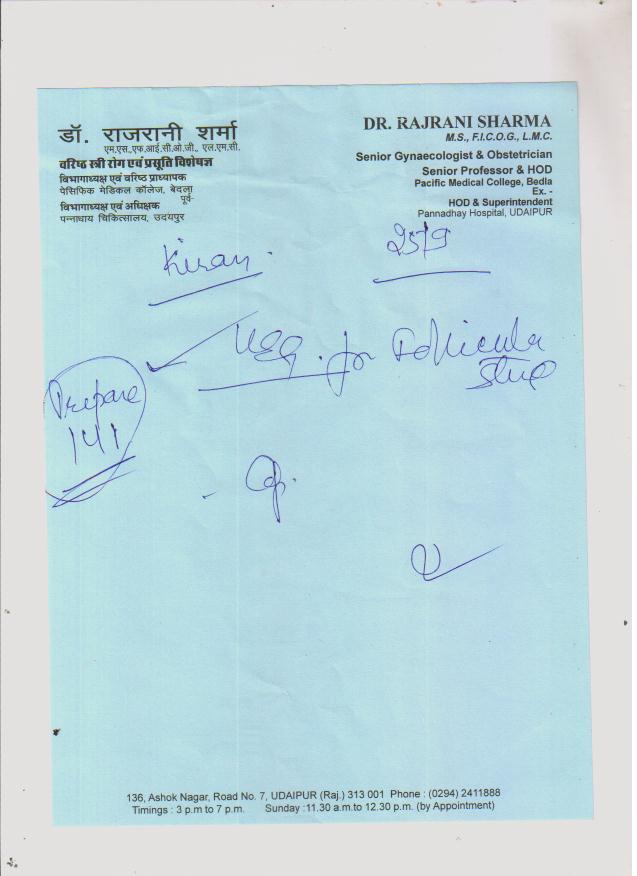 डॉ. राजरानी शर्मा
एम.एस.,एफ.आई.सी.ओ.जी., एल.एम.सी.
वरिष्ठ स्त्री रोग एवं प्रसूति विशेषज्ञ
विभागाध्यक्ष एवं वरिष्ठ प्राध्यापक
पेसिफिक मेडिकल कॉलेज, बेदला
पूर्व-
विभागाध्यक्ष एवं अधिक्षक
पन्नाधाय चिकित्सालय, उदयपुर
DR. RAJRANI SHARMA
M.S., F.I.C.O.G., L.M.C.
Senior Gynaecologist & Obstetrician
Senior Professor & HOD
Pacific Medical College, Bedla
Ex. -
HOD & Superintendent
Pannadhay Hospital, UDAIPUR
Kiran
25/9
USG. for Follicular
Prepare
IUI
136, Ashok Nagar, Road No. 7, UDAIPUR (Raj.) 313 001 Phone : (0294) 2411888
Timings : 3 p.m to 7 p.m. Sunday :11.30 a.m.to 12.30 p.m. (by Appointment)